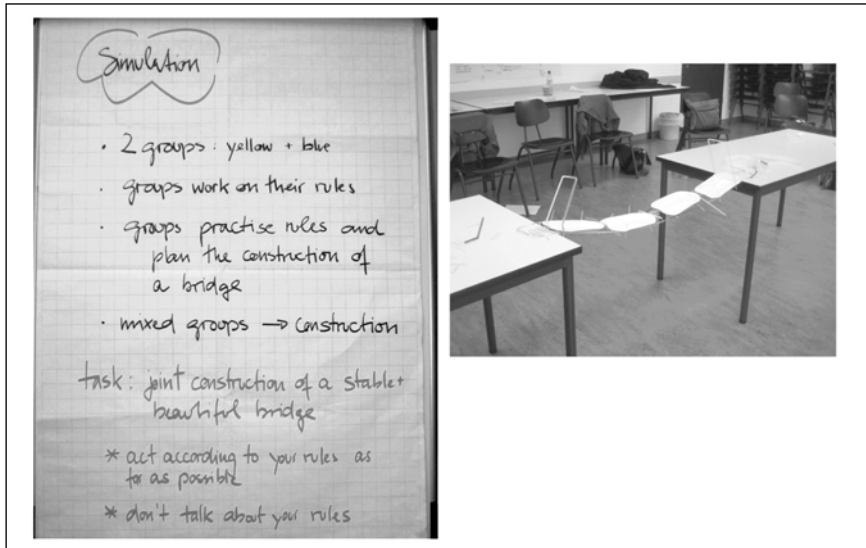 Simulation
· 2 groups : yellow + blue
· groups work on their rules
· groups practise rules and
plan the construction of
a bridge
· mixed groups → construction
task : joint construction of a stable+
beautiful bridge
* act according to your rules as
far as possible
* don't talk about your rules